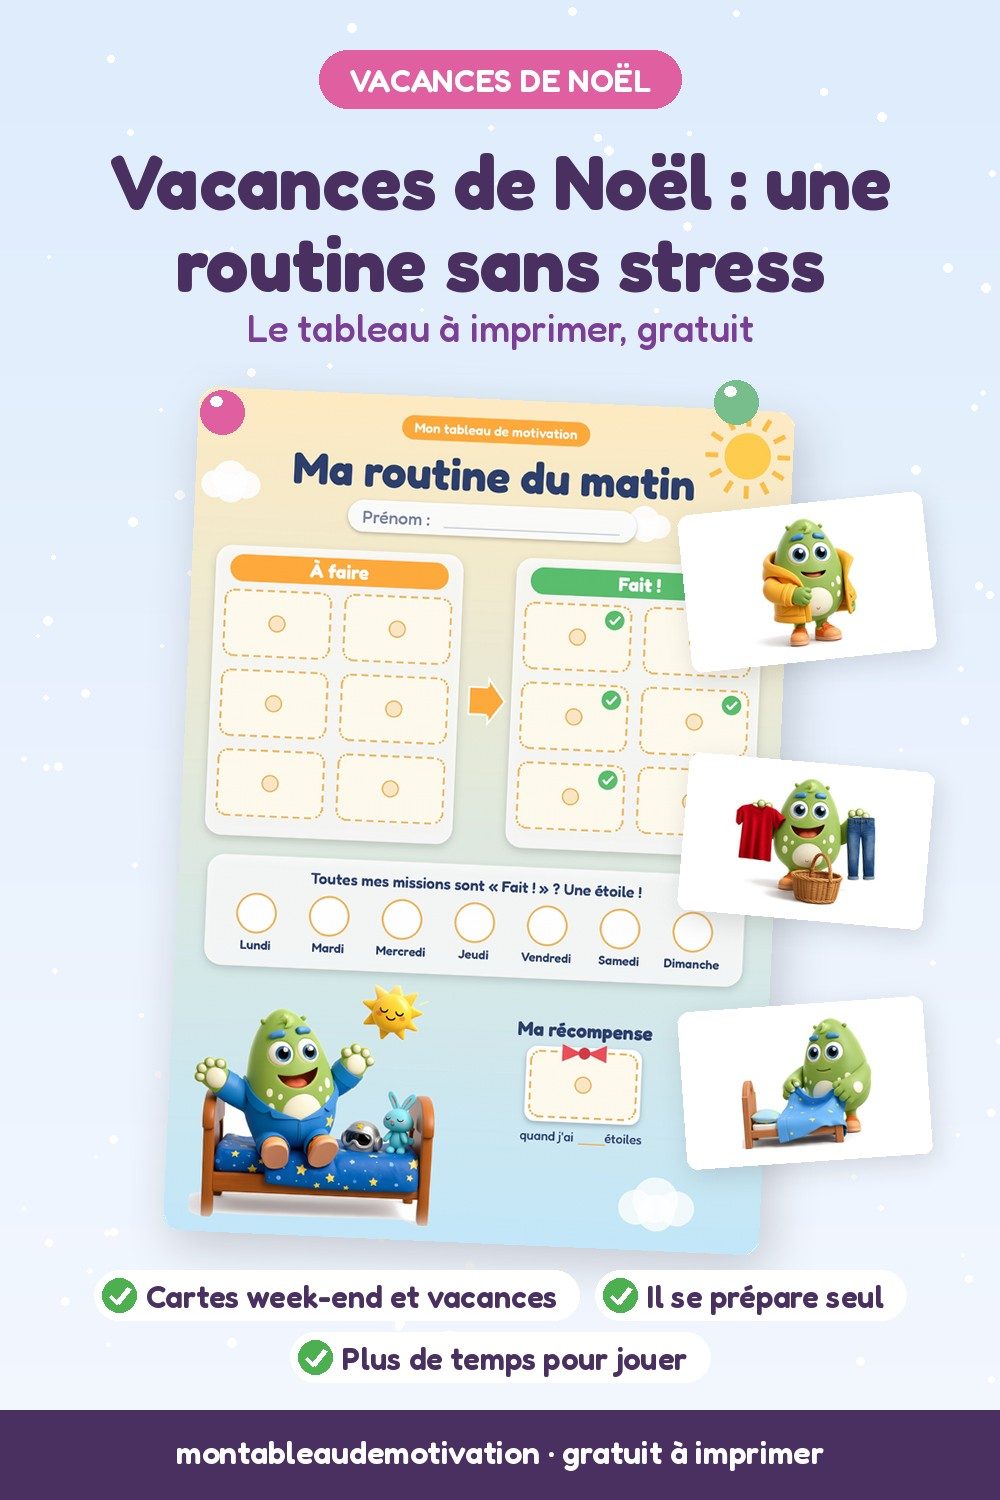 VACANCES DE NOËL
Vacances de Noël : une
routine sans stress
Le tableau à imprimer, gratuit
Mon tableau de motivation
Ma routine du matin
Prénom :
À faire
Fait !
Toutes mes missions sont « Fait ! » ? Une étoile !
Lundi
Mardi
Mercredi
Jeudi
Vendredi
Samedi
Dimanche
Ma récompense
quand j'ai ____étoiles
Cartes week-end et vacances
Il se prépare seul
Plus de temps pour jouer
montableaudemotivation · gratuit à imprimer